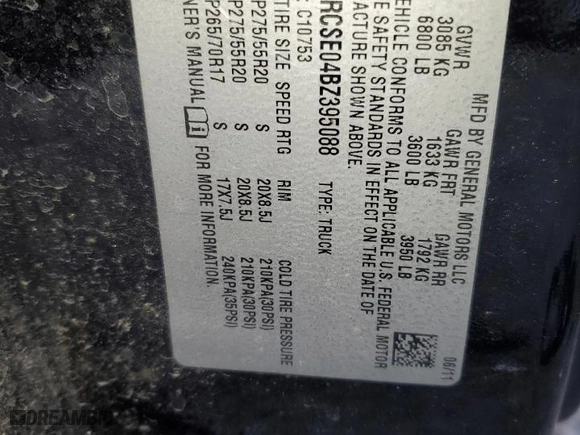 MFD BY GENERAL MOTORS LLC
06/11
GVWR GAWR FRT GAWR RR
3085 KG 1633 KG 1792 KG
6800 LB 3600 LB 3950 LB
VEHICLE CONFORMS TO ALL APPLICABLE U.S. FEDERAL MOTOR
E SAFETY STANDARDS IN EFFECT ON THE DATE OF
FACTURE SHOWN ABOVE.
RCSE04BZ395088 TYPE: TRUCK
C10753
TIRE SIZE SPEED RTG RIM COLD TIRE PRESSURE
P275/55R20 S 20X8.5J 210KPA(30PSI)
P275/55R20 S 20X8.5J 210KPA(30PSI)
P265/70R17 S 17X7.5J 240KPA(35PSI)
NER'S MANUAL FOR MORE INFORMATION.